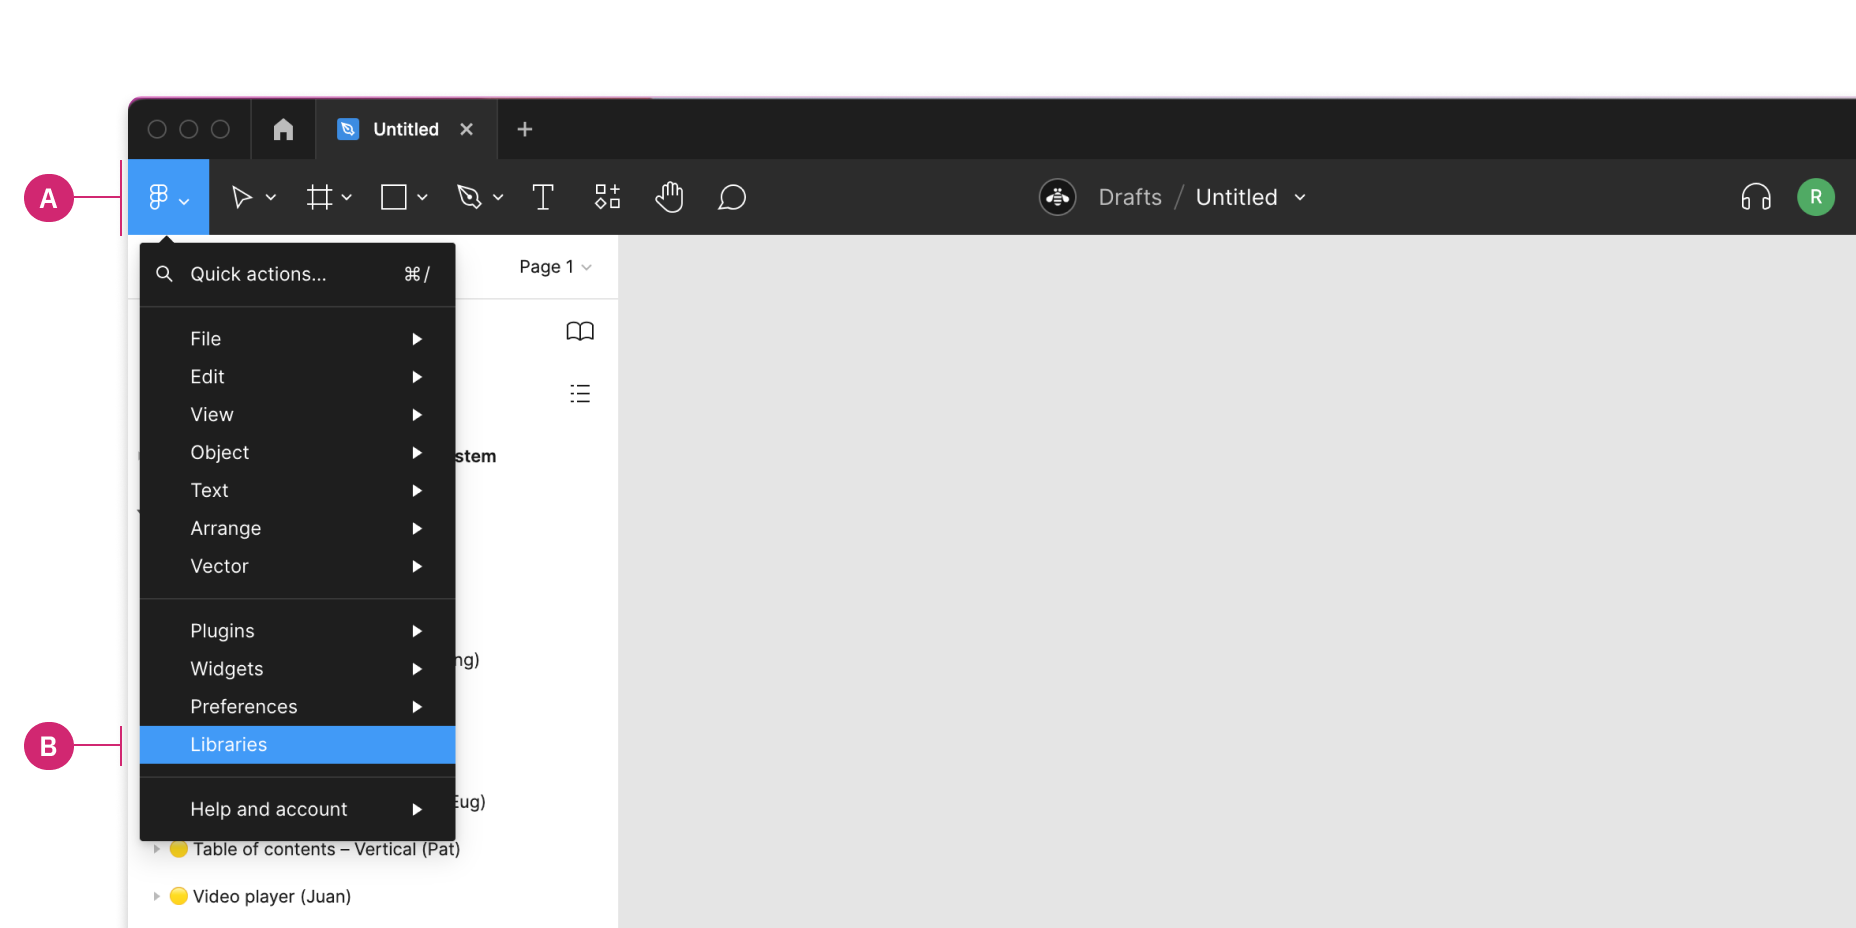 Untitled
A
Drafts / Untitled
R
Quick actions... ⌘/
Page 1
File
Edit
View
Object
stem
Text
Arrange
Vector
Plugins
ng)
Widgets
Preferences
B
Libraries
Help and account
Eug)
Table of contents – Vertical (Pat)
Video player (Juan)